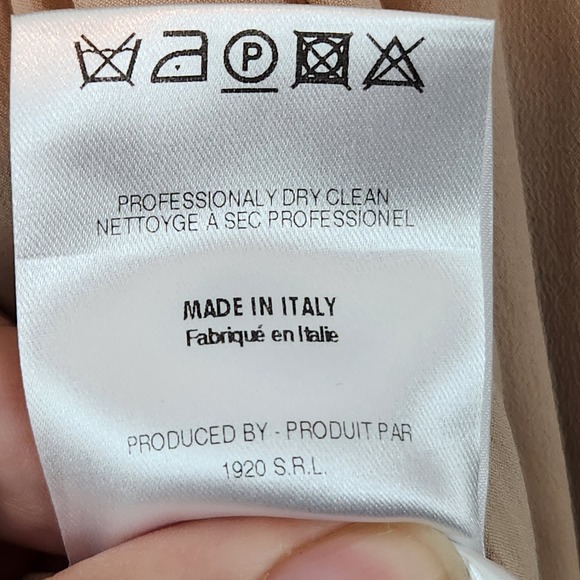 P
PROFESSIONALY DRY CLEAN
NETTOYGE A SEC PROFESSIONEL
MADE IN ITALY
Fabriqué en Italie
PRODUCED BY - PRODUIT PAR
1920 S.R.L.